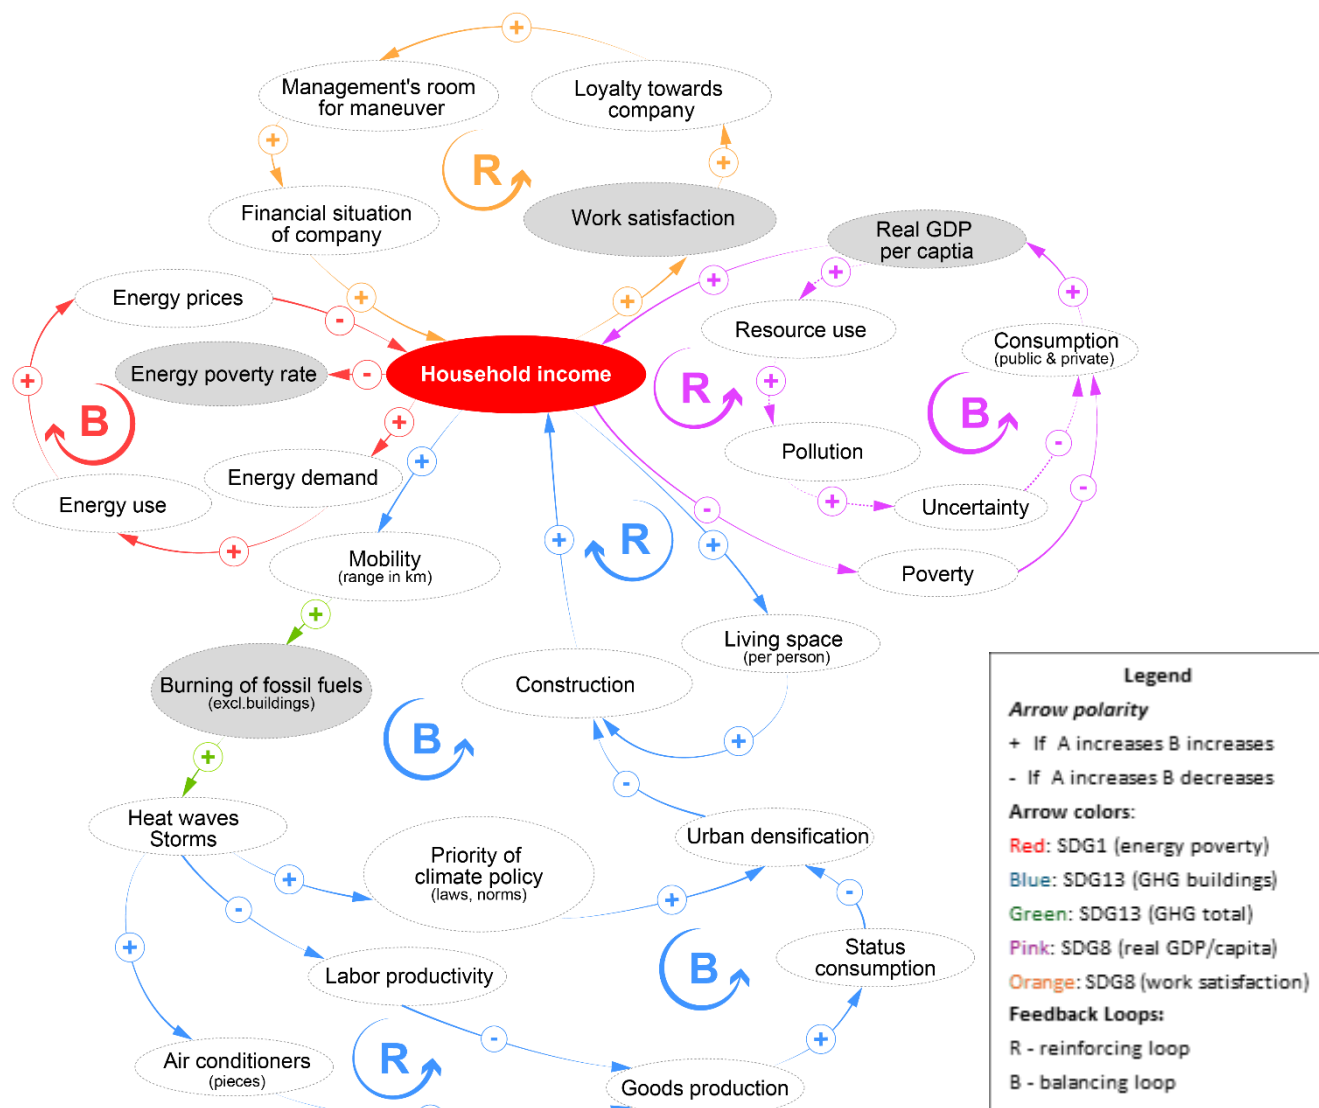 +
Management's room
for maneuver
Loyalty towards
company
+
R
+
Financial situation
of company
Work satisfaction
Real GDP
per captia
+
+
+
+
+
Energy prices
-
Resource use
Consumption
(public & private)
Energy poverty rate
-
Household income
+
R
+
B
B
+
Pollution
-
+
Energy demand
+
-
Energy use
+
Uncertainty
-
+
+
R
+
Mobility
(range in km)
Poverty
+
Living space
(per person)
Burning of fossil fuels
(excl.buildings)
Construction
B
+
+
-
Heat waves
Storms
Urban densification
Priority of
climate policy
(laws, norms)
+
-
+
-
+
Status
consumption
Labor productivity
B
-
+
R
Air conditioners
(pieces)
Goods production
Legend
Arrow polarity
+ If A increases B increases
- If A increases B decreases
Arrow colors:
Red: SDG1 (energy poverty)
Blue: SDG13 (GHG buildings)
Green: SDG13 (GHG total)
Pink: SDG8 (real GDP/capita)
Orange: SDG8 (work satisfaction)
Feedback Loops:
R - reinforcing loop
B - balancing loop